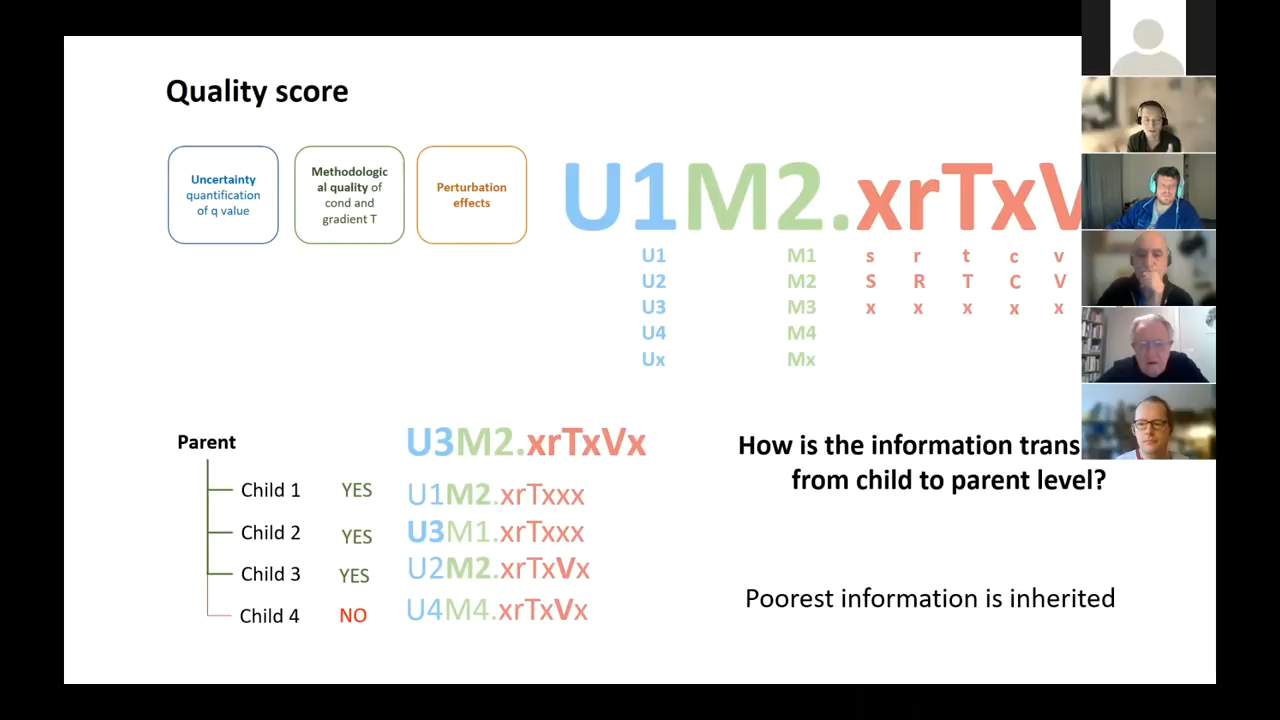 Quality score
Uncertainty
quantification
of q value
Methodologic
al quality of
cond and
gradient T
Perturbation
effects
U1M2.xrTxV
U1 M1 s r t c v
U2 M2 S R T C V
U3 M3 x x x x x
U4 M4
Ux Mx
Parent U3M2.xrTxVx
Child 1 YES U1M2.xrTxxx
Child 2 YES U3M1.xrTxxx
Child 3 YES U2M2.xrTxVx
Child 4 NO U4M4.xrTxVx
How is the information trans
from child to parent level?
Poorest information is inherited